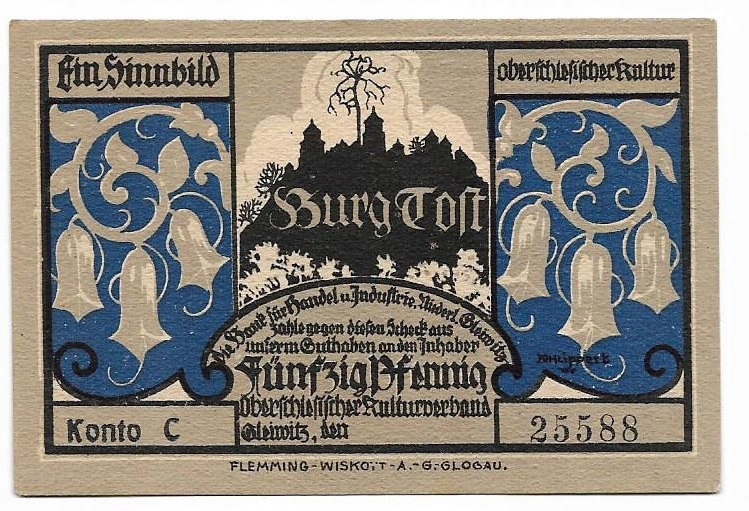 Ein Sinnbild
oberschlesischer Kultur
Burg Tost
Die Bank für Handel u. Industrie, Niederl. Gleiwitz
zahle gegen diesen Scheck aus
unserm Guthaben an den Inhaber
Fünfzig Pfennig
Oberschlesischer Kulturverband
Gleiwitz, den
Konto C
25588
FLEMMING-WISKOTT-A.-G.-GLOGAU.